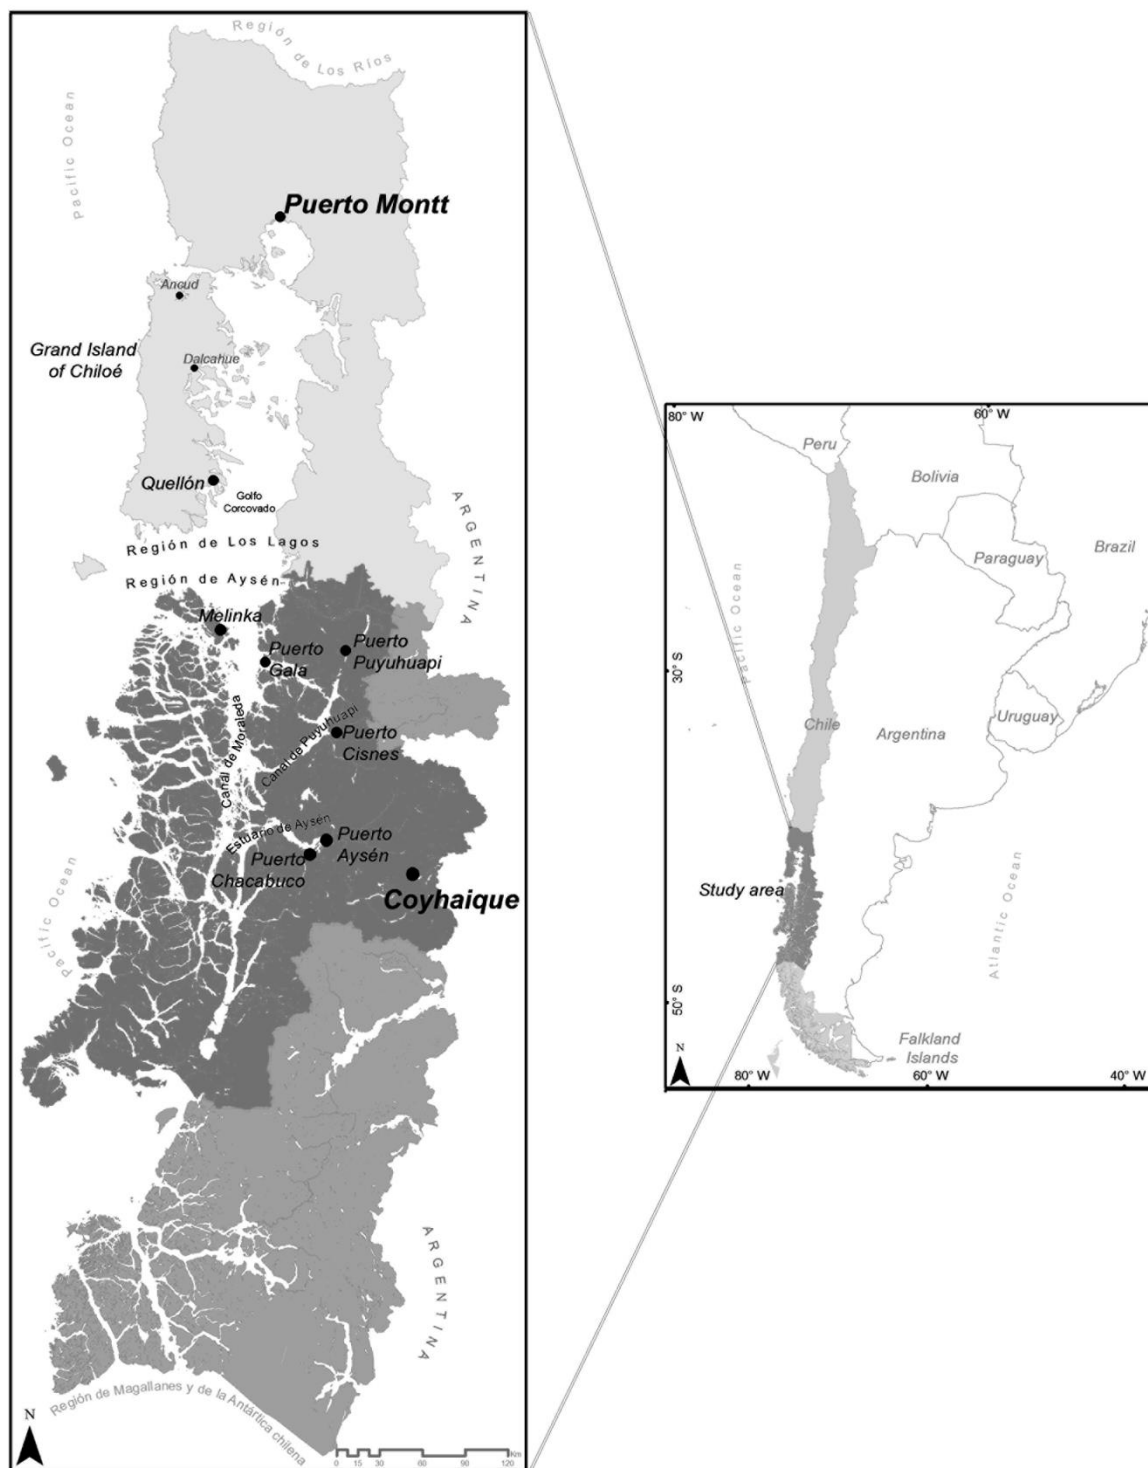 Región de Los Ríos
Pacific Ocean
Puerto Montt
Ancud
Grand Island
of Chiloé
Dalcahue
Quellón
Golfo
Corcovado
ARGENTINA
Región de Los Lagos
Región de Aysén
Melinka
Puerto
Gala
Puerto
Puyuhuapi
Canal de Moraleda
Canal de Puyuhuapi
Puerto
Cisnes
Estuario de Aysén
Puerto
Aysén
Puerto
Chacabuco
Coyhaique
Pacific Ocean
ARGENTINA
Región de Magallanes y de la Antártica chilena
N
Km
0 15 30 60 90 120
80° W
60° W
Peru
Bolivia
Brazil
Paraguay
Pacific Ocean
30° S
Chile
Argentina
Uruguay
Study area
Atlantic Ocean
50° S
Falkland
Islands
N
80° W
60° W
40° W